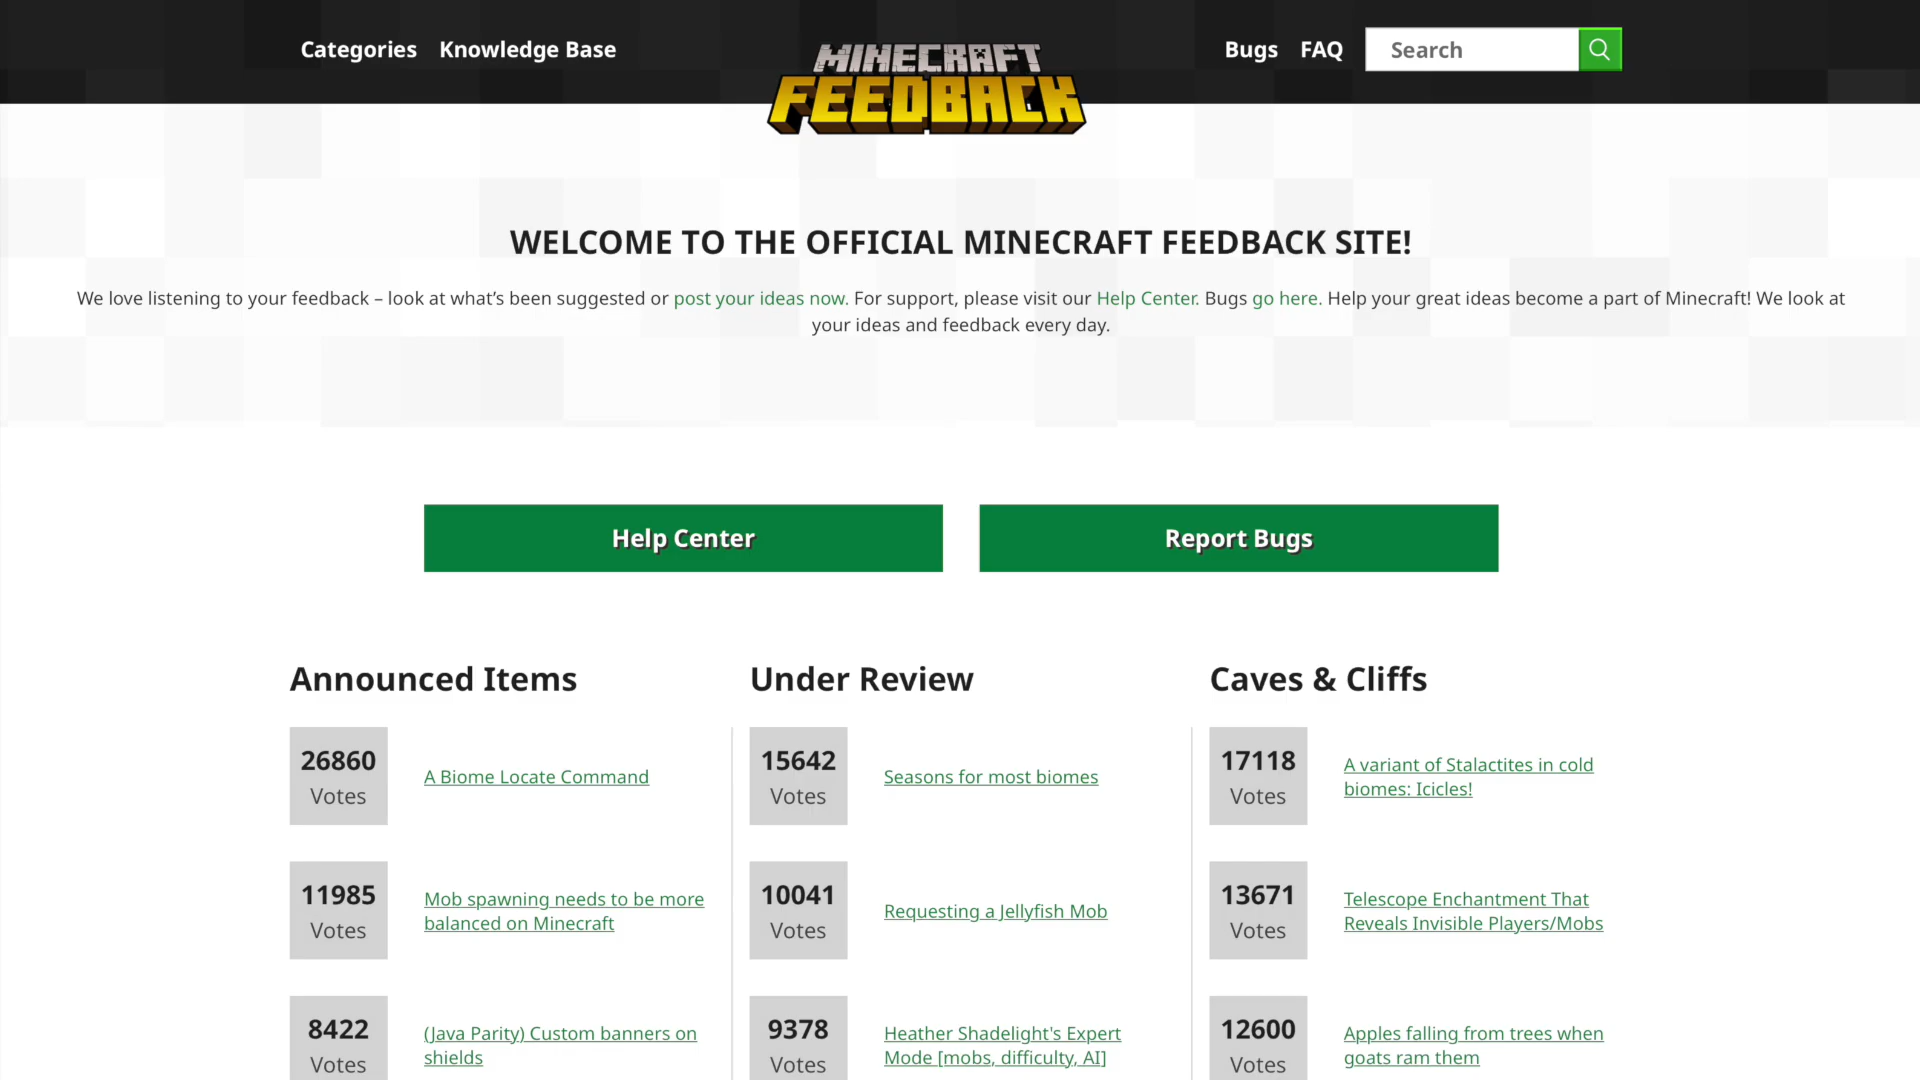 Categories Knowledge Base
MINECRAFT
FEEDBACK
Bugs FAQ Search
WELCOME TO THE OFFICIAL MINECRAFT FEEDBACK SITE!
We love listening to your feedback – look at what’s been suggested or post your ideas now. For support, please visit our Help Center. Bugs go here. Help your great ideas become a part of Minecraft! We look at
your ideas and feedback every day.
Help Center
Report Bugs
Announced Items
26860
Votes
A Biome Locate Command
11985
Votes
Mob spawning needs to be more
balanced on Minecraft
8422
Votes
(Java Parity) Custom banners on
shields
Under Review
15642
Votes
Seasons for most biomes
10041
Votes
Requesting a Jellyfish Mob
9378
Votes
Heather Shadelight's Expert
Mode [mobs, difficulty, AI]
Caves & Cliffs
17118
Votes
A variant of Stalactites in cold
biomes: Icicles!
13671
Votes
Telescope Enchantment That
Reveals Invisible Players/Mobs
12600
Votes
Apples falling from trees when
goats ram them